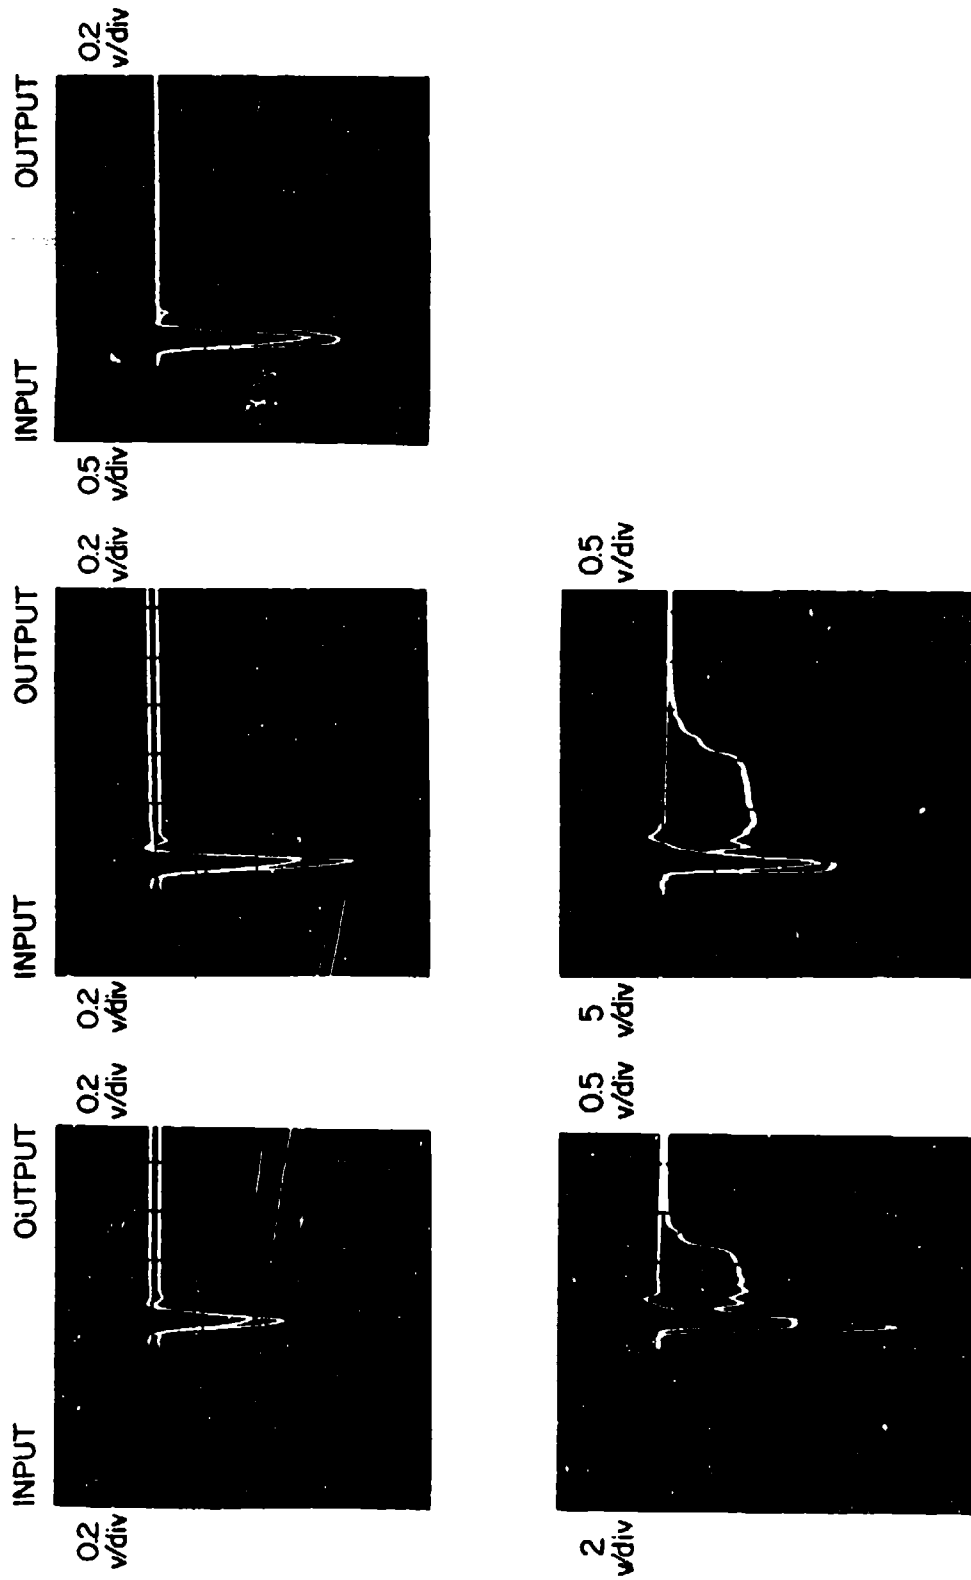 INPUT OUTPUT INPUT OUTPUT INPUT OUTPUT
0.2 0.2 0.2 0.2 0.5 0.2
v/div v/div v/div v/div v/div v/div
2 0.5 5 0.5
v/div v/div v/div v/div